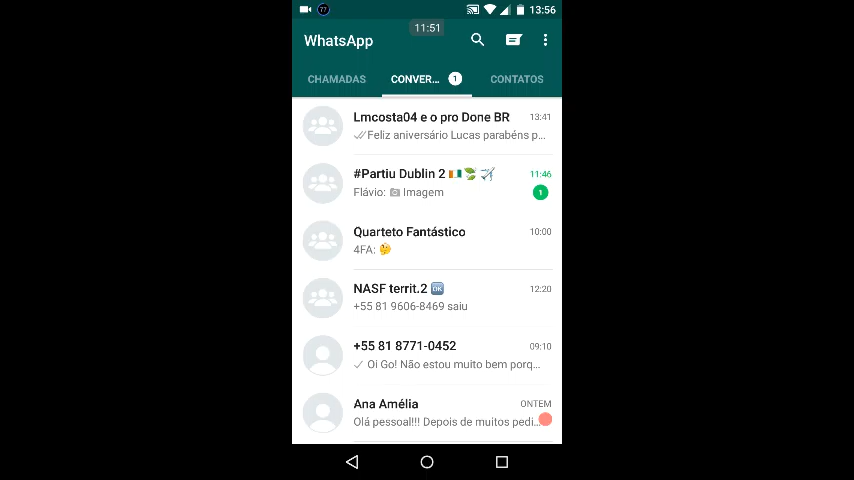 77
13:56
WhatsApp
11:51
CHAMADAS
CONVER... 1
CONTATOS
Lmcosta04 e o pro Done BR
13:41
Feliz aniversário Lucas parabéns p...
#Partiu Dublin 2 🇮🇪🌿✈️
11:46
Flávio: 📷 Imagem
1
Quarteto Fantástico
10:00
4FA: 🤔
NASF territ.2 🆗
12:20
+55 81 9606-8469 saiu
+55 81 8771-0452
09:10
Oi Go! Não estou muito bem porq...
Ana Amélia
ONTEM
Olá pessoal!!! Depois de muitos pedi...